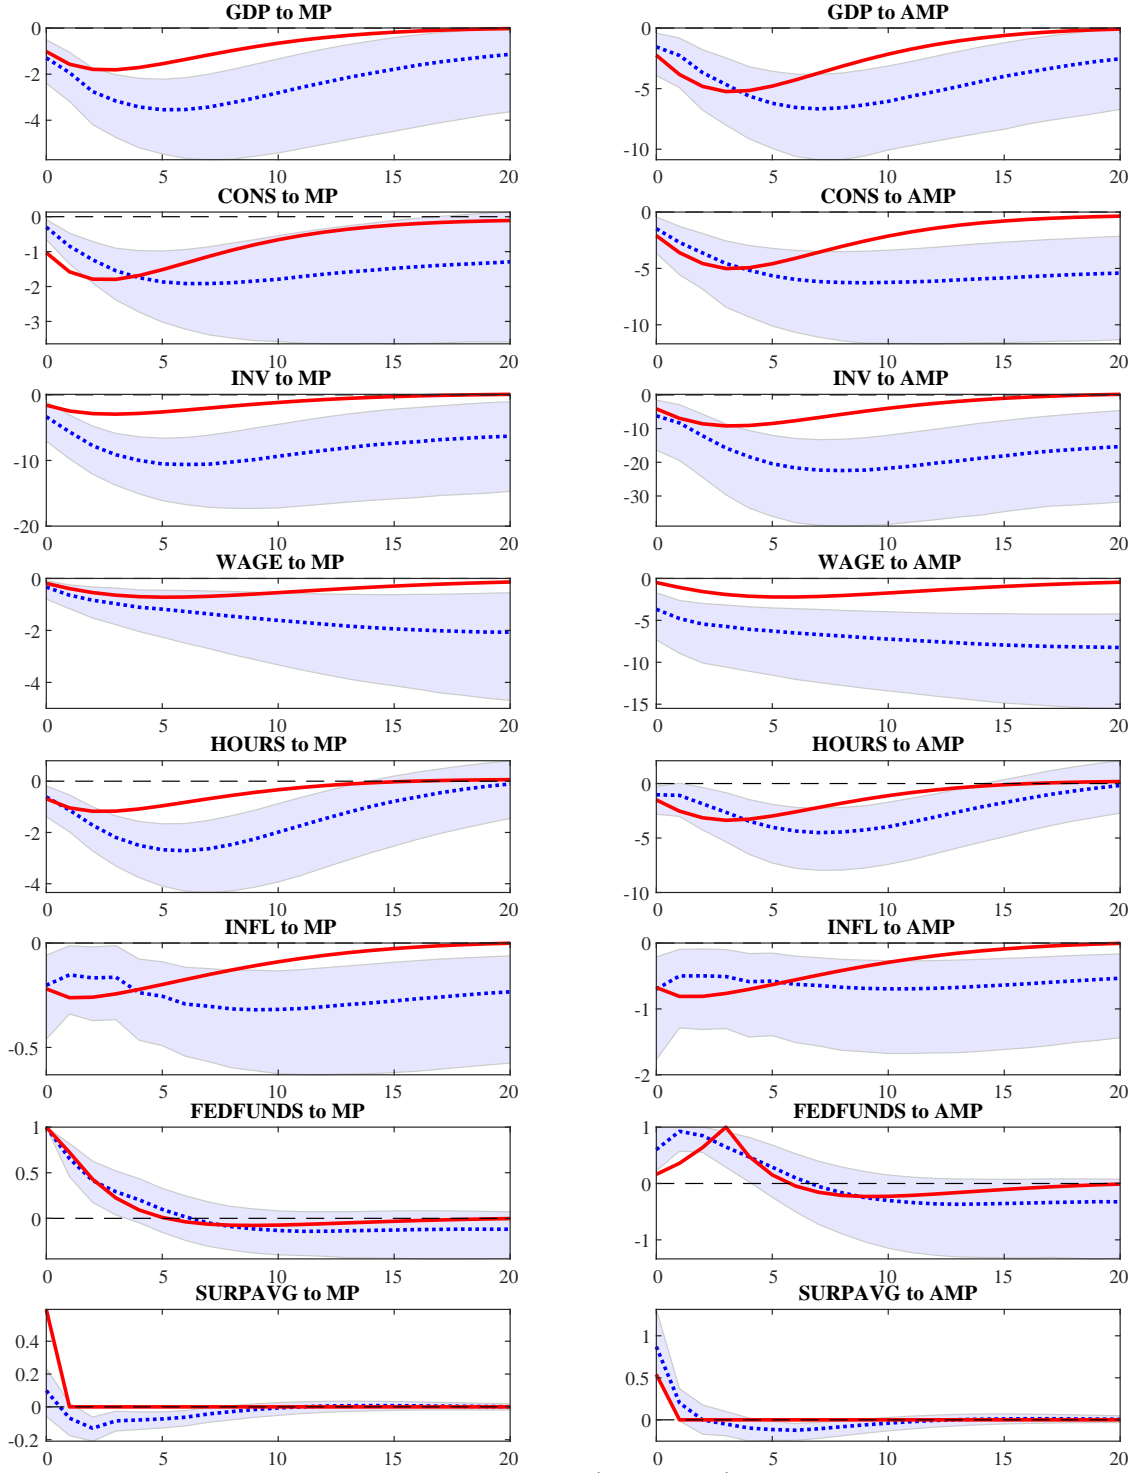 GDP to MP
0
-2
-4
0 5 10 15 20
GDP to AMP
0
-5
-10
0 5 10 15 20
CONS to MP
0
-1
-2
-3
0 5 10 15 20
CONS to AMP
0
-5
-10
0 5 10 15 20
INV to MP
0
-10
-20
0 5 10 15 20
INV to AMP
0
-10
-20
-30
0 5 10 15 20
WAGE to MP
0
-2
-4
0 5 10 15 20
WAGE to AMP
0
-5
-10
-15
0 5 10 15 20
HOURS to MP
0
-2
-4
0 5 10 15 20
HOURS to AMP
0
-5
-10
0 5 10 15 20
INFL to MP
0
-0.5
0 5 10 15 20
INFL to AMP
0
-1
-2
0 5 10 15 20
FEDFUNDS to MP
1
0.5
0
0 5 10 15 20
FEDFUNDS to AMP
1
0
-1
0 5 10 15 20
SURPAVG to MP
0.4
0.2
0
-0.2
0 5 10 15 20
SURPAVG to AMP
1
0.5
0
0 5 10 15 20